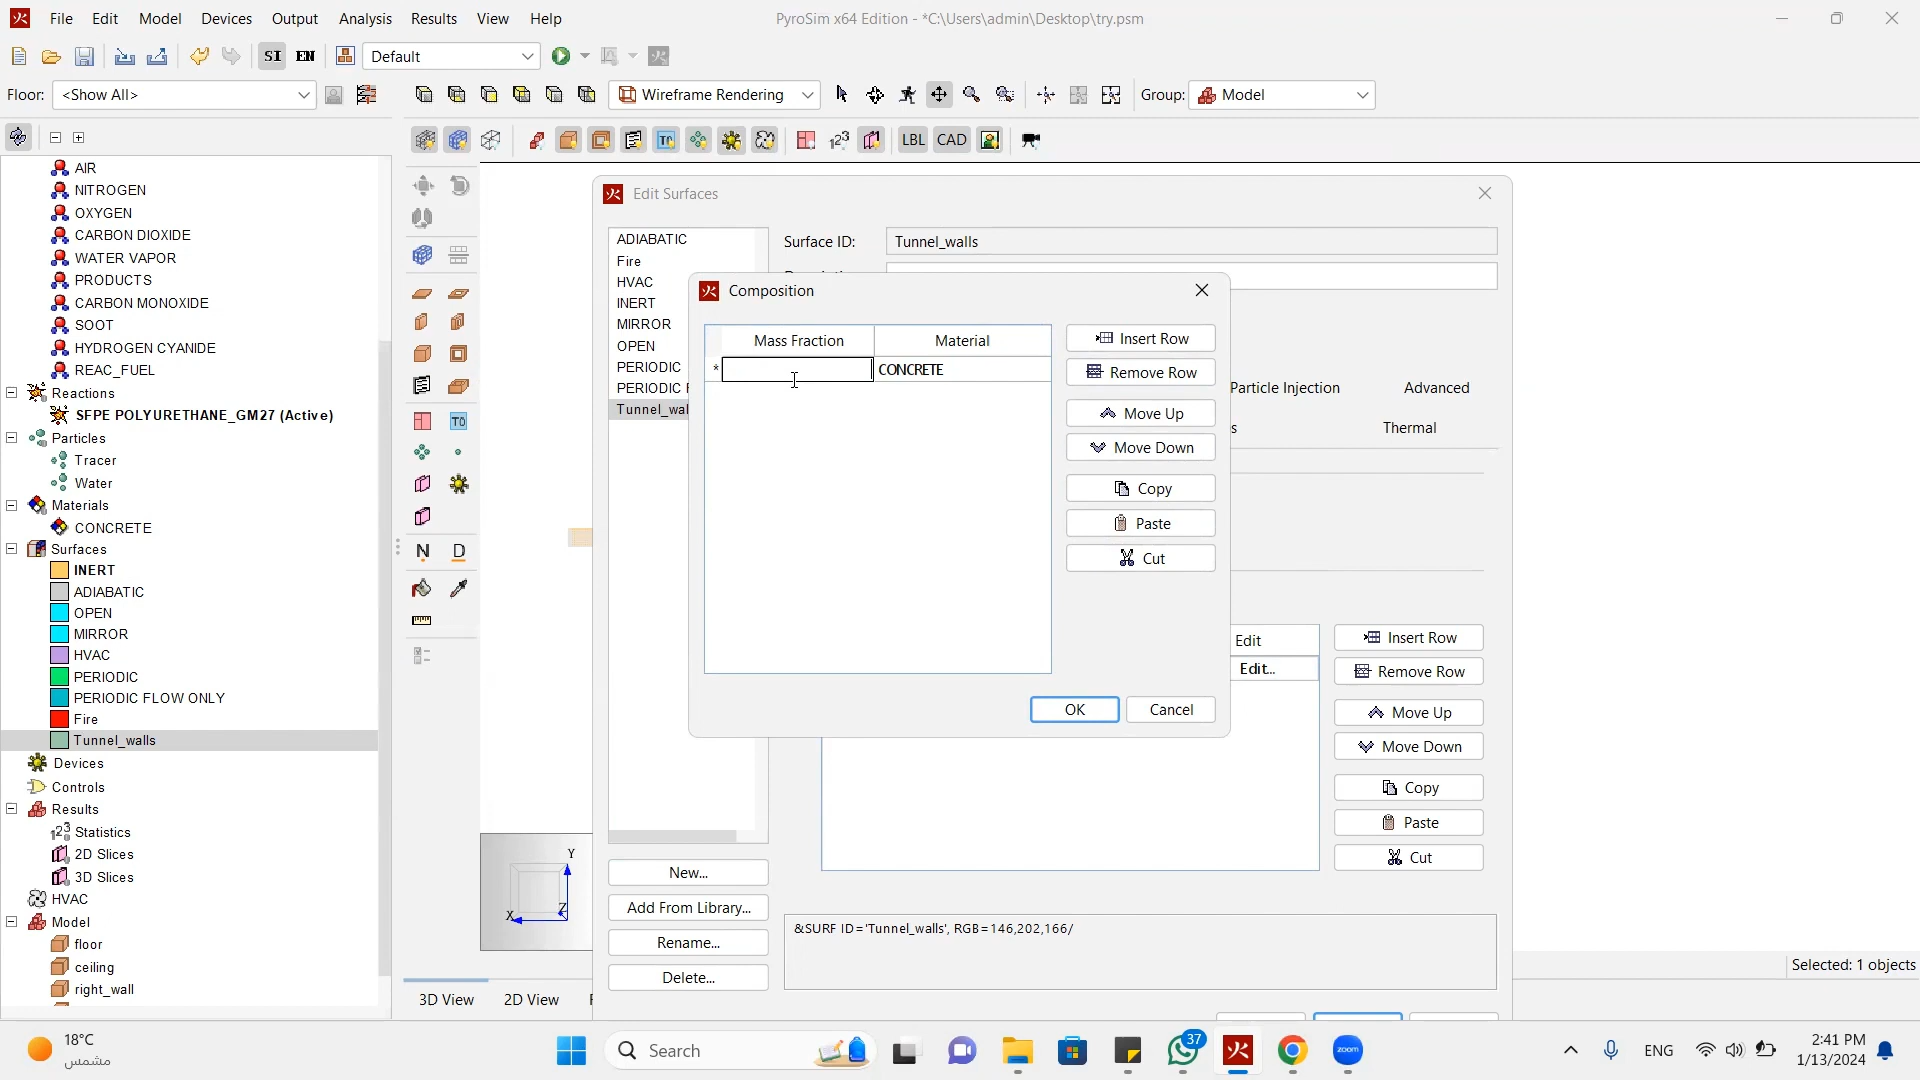 File Edit Model Devices Output Analysis Results View Help
PyroSim x64 Edition - *C:\Users\admin\Desktop\try.psm
SI EN Default
Floor: <Show All>
Wireframe Rendering
Group: Model
LBL CAD
AIR
NITROGEN
OXYGEN
CARBON DIOXIDE
WATER VAPOR
PRODUCTS
CARBON MONOXIDE
SOOT
HYDROGEN CYANIDE
REAC_FUEL
Reactions
SFPE POLYURETHANE_GM27 (Active)
Particles
Tracer
Water
Materials
CONCRETE
Surfaces
INERT
ADIABATIC
OPEN
MIRROR
HVAC
PERIODIC
PERIODIC FLOW ONLY
Fire
Tunnel_walls
Devices
Controls
Results
Statistics
2D Slices
3D Slices
HVAC
Model
floor
ceiling
right_wall
N D
Y
X Z
3D View 2D View
Edit Surfaces
ADIABATIC
Fire
HVAC
INERT
MIRROR
OPEN
PERIODIC
PERIODIC
Tunnel_wal
Surface ID: Tunnel_walls
Particle Injection Advanced
Thermal
Composition
Mass Fraction Material
* CONCRETE
Insert Row
Remove Row
Move Up
Move Down
Copy
Paste
Cut
OK Cancel
Edit
Edit...
Insert Row
Remove Row
Move Up
Move Down
Copy
Paste
Cut
New...
Add From Library...
Rename...
Delete...
&SURF ID='Tunnel_walls', RGB=146,202,166/
Selected: 1 objects
18°C
مشمس
Search
37
zoom
ENG
2:41 PM
1/13/2024